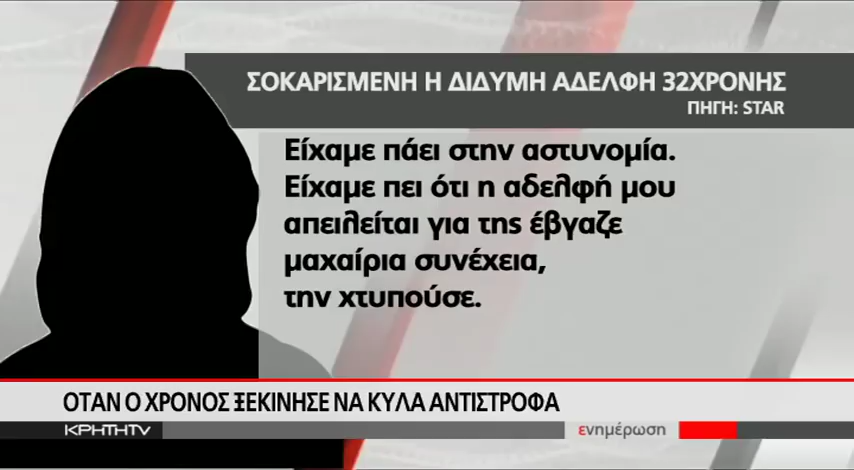 ΣΟΚΑΡΙΣΜΕΝΗ Η ΔΙΔΥΜΗ ΑΔΕΛΦΗ 32ΧΡΟΝΗΣ
ΠΗΓΗ: STAR
Είχαμε πάει στην αστυνομία.
Είχαμε πει ότι η αδελφή μου
απειλείται για της έβγαζε
μαχαίρια συνέχεια,
την χτυπούσε.
ΟΤΑΝ Ο ΧΡΟΝΟΣ ΞΕΚΙΝΗΣΕ ΝΑ ΚΥΛΑ ΑΝΤΙΣΤΡΟΦΑ
ΚΡΗΤΗTV
ενημέρωση